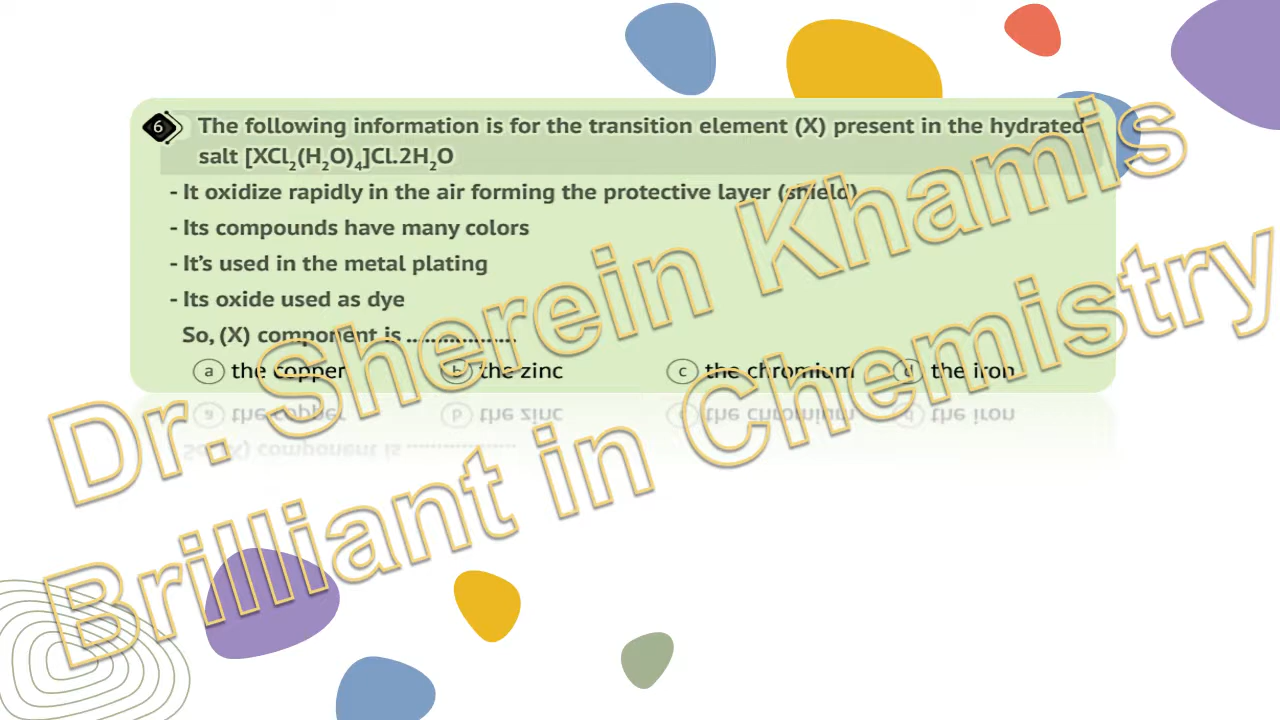 6 The following information is for the transition element (X) present in the hydrated
salt [XCl₂(H₂O)₄]Cl.2H₂O
- It oxidize rapidly in the air forming the protective layer (shield)
- Its compounds have many colors
- It's used in the metal plating
- Its oxide used as dye
So, (X) component is ..................
a the copper b the zinc c the chromium d the iron
Dr. Sherein Khamis
Brilliant in Chemistry